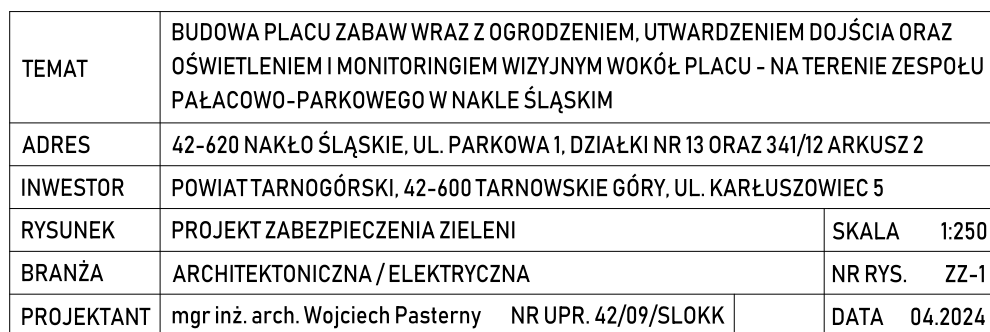 TEMAT
BUDOWA PLACU ZABAW WRAZ Z OGRODZENIEM, UTWARDZENIEM DOJŚCIA ORAZ
OŚWIETLENIEM I MONITORINGIEM WIZYJNYM WOKÓŁ PLACU - NA TERENIE ZESPOŁU
PAŁACOWO-PARKOWEGO W NAKLE ŚLĄSKIM
ADRES 42-620 NAKŁO ŚLĄSKIE, UL. PARKOWA 1, DZIAŁKI NR 13 ORAZ 341/12 ARKUSZ 2
INWESTOR POWIAT TARNOGÓRSKI, 42-600 TARNOWSKIE GÓRY, UL. KARŁUSZOWIEC 5
RYSUNEK PROJEKT ZABEZPIECZENIA ZIELENI SKALA 1:250
BRANŻA ARCHITEKTONICZNA / ELEKTRYCZNA NR RYS. ZZ-1
PROJEKTANT mgr inż. arch. Wojciech Pasterny NR UPR. 42/09/SLOKK DATA 04.2024